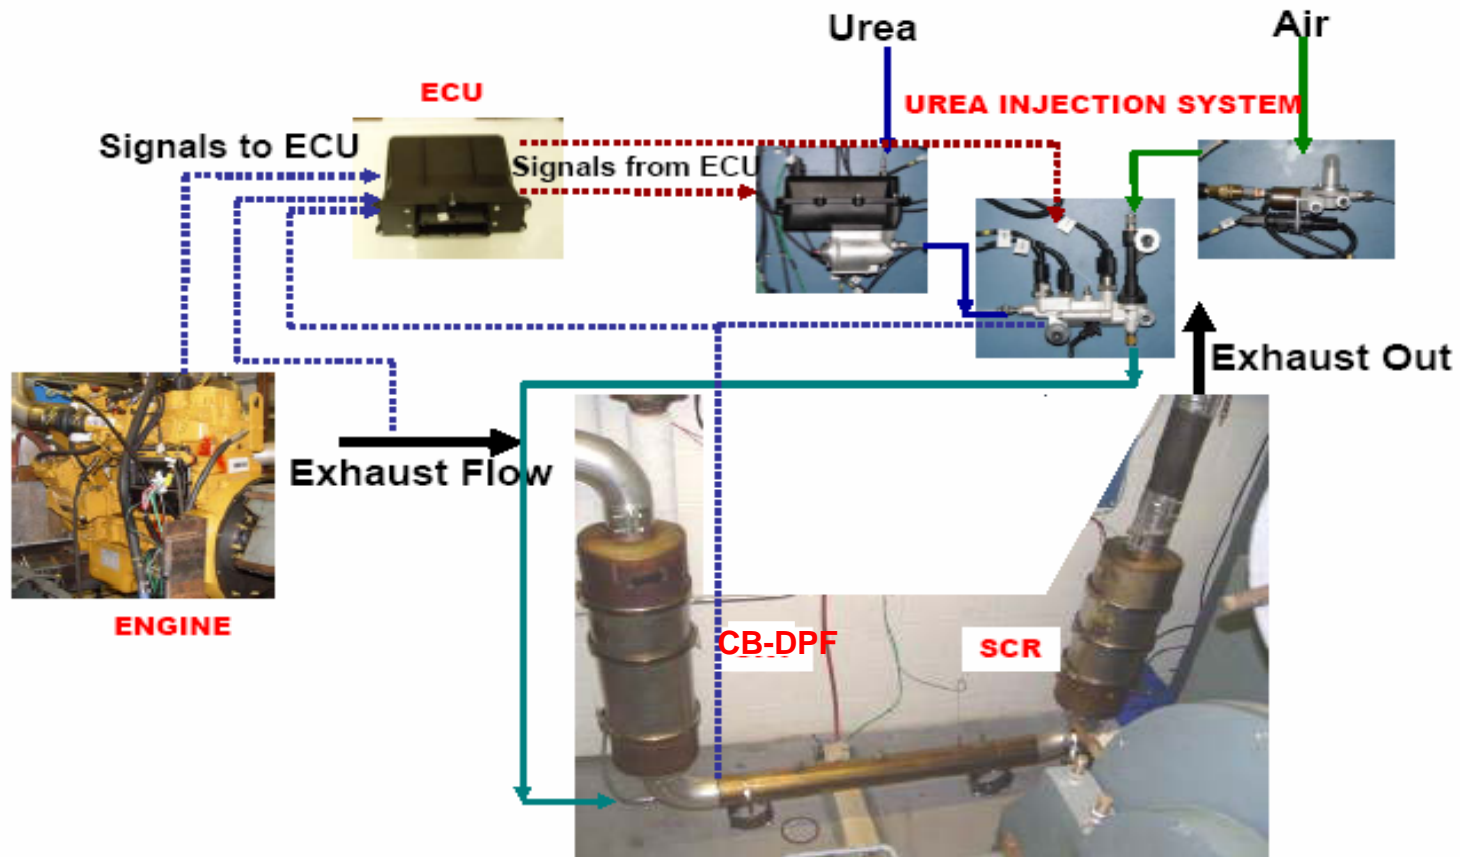 Urea
Air
ECU
UREA INJECTION SYSTEM
Signals to ECU
Signals from ECU
Exhaust Out
Exhaust Flow
ENGINE
CB-DPF
SCR